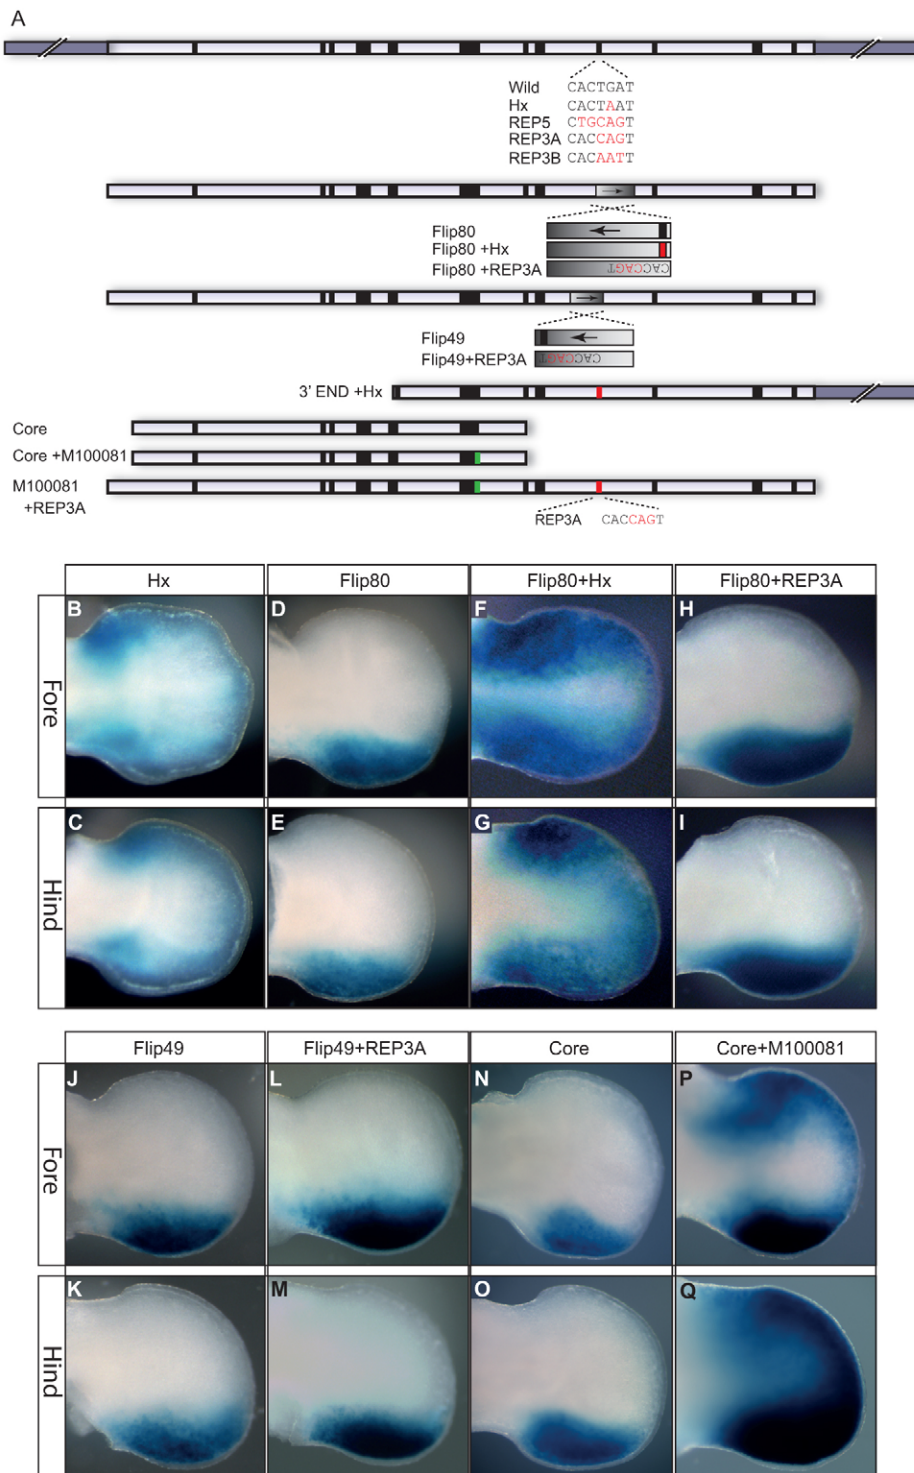 A
Wild CACTGAT
Hx CACTAAT
REP5 CTGCAGT
REP3A CACCAGT
REP3B CACAATT
Flip80
Flip80 +Hx
Flip80 +REP3A CACCAGT
Flip49
Flip49+REP3A CACCAGT
3' END +Hx
Core
Core +M100081
M100081
+REP3A
REP3A CACCAGT
Hx Flip80 Flip80+Hx Flip80+REP3A
Fore
B D F H
Hind
C E G I
Flip49 Flip49+REP3A Core Core+M100081
Fore
J L N P
Hind
K M O Q